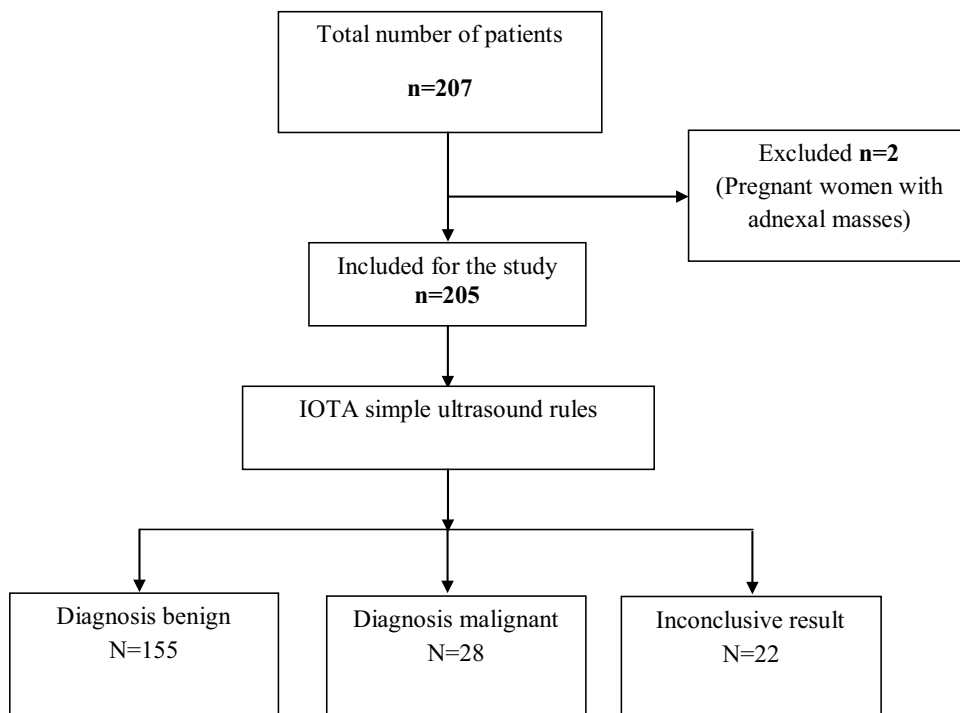 Total number of patients
n=207
Excluded n=2
(Pregnant women with
adnexal masses)
Included for the study
n=205
IOTA simple ultrasound rules
Diagnosis benign
N=155
Diagnosis malignant
N=28
Inconclusive result
N=22